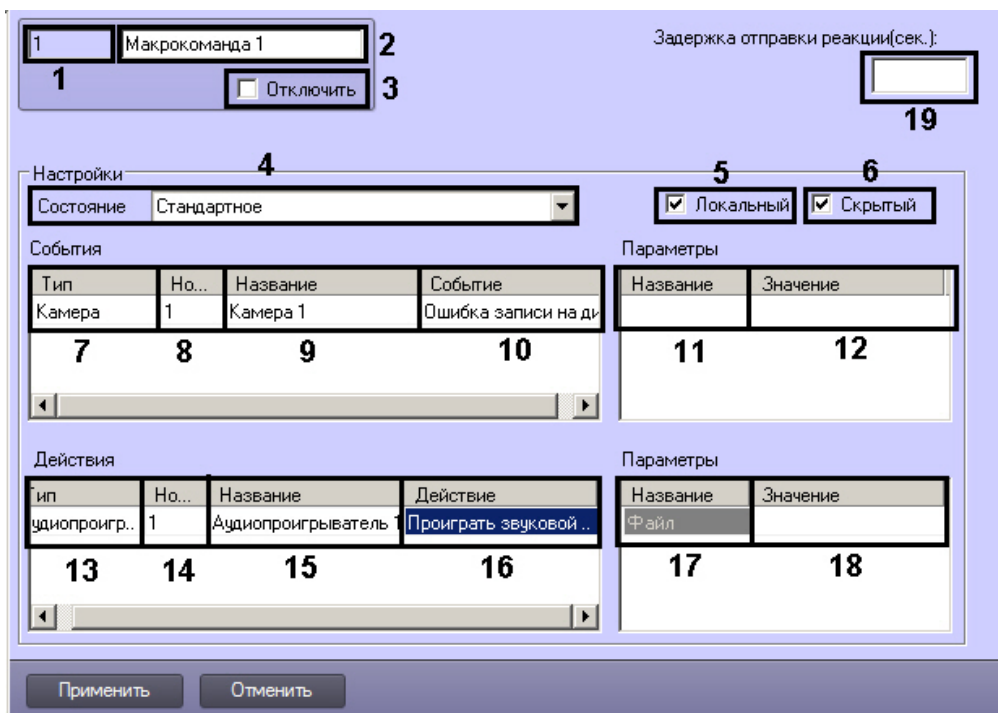 1 Макрокоманда 1 2 Задержка отправки реакции(сек.):
1 Отключить 3
19
Настройки 4 5 6
Состояние Стандартное Локальный Скрытый
События Параметры
Тип Но... Название Событие Название Значение
Камера 1 Камера 1 Ошибка записи на ди
7 8 9 10 11 12
Действия Параметры
Тип Но... Название Действие Название Значение
удиопроигр.. 1 Аудиопроигрыватель 1 Проиграть звуковой .. Файл
13 14 15 16 17 18
Применить Отменить